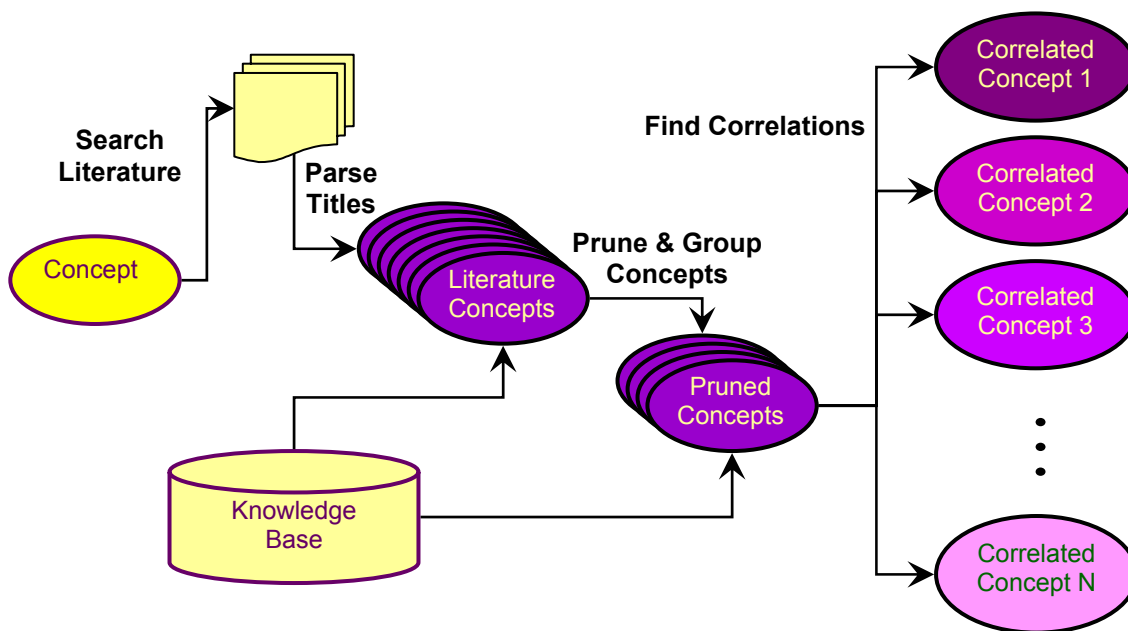 Search
Literature
Concept
Parse
Titles
Literature
Concepts
Prune & Group
Concepts
Pruned
Concepts
Knowledge
Base
Find Correlations
Correlated
Concept 1
Correlated
Concept 2
Correlated
Concept 3
Correlated
Concept N